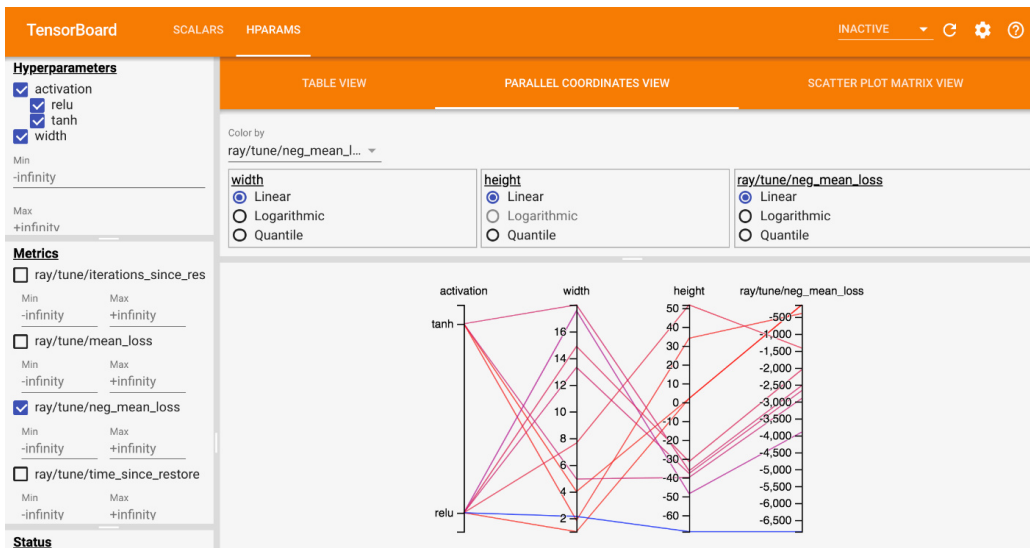 TensorBoard SCALARS HPARAMS INACTIVE
Hyperparameters
activation
relu
tanh
width
Min
-infinity
Max
+infinity
Metrics
ray/tune/iterations_since_res
Min Max
-infinity +infinity
ray/tune/mean_loss
Min Max
-infinity +infinity
ray/tune/neg_mean_loss
Min Max
-infinity +infinity
ray/tune/time_since_restore
Min Max
-infinity +infinity
Status
TABLE VIEW PARALLEL COORDINATES VIEW SCATTER PLOT MATRIX VIEW
Color by
ray/tune/neg_mean_l...
width
Linear
Logarithmic
Quantile
height
Linear
Logarithmic
Quantile
ray/tune/neg_mean_loss
Linear
Logarithmic
Quantile
activation
tanh
relu
width
16
14
12
10
8
6
4
2
height
50
40
30
20
10
0
-10
-20
-30
-40
-50
-60
ray/tune/neg_mean_loss
-500
-1,000
-1,500
-2,000
-2,500
-3,000
-3,500
-4,000
-4,500
-5,000
-5,500
-6,000
-6,500